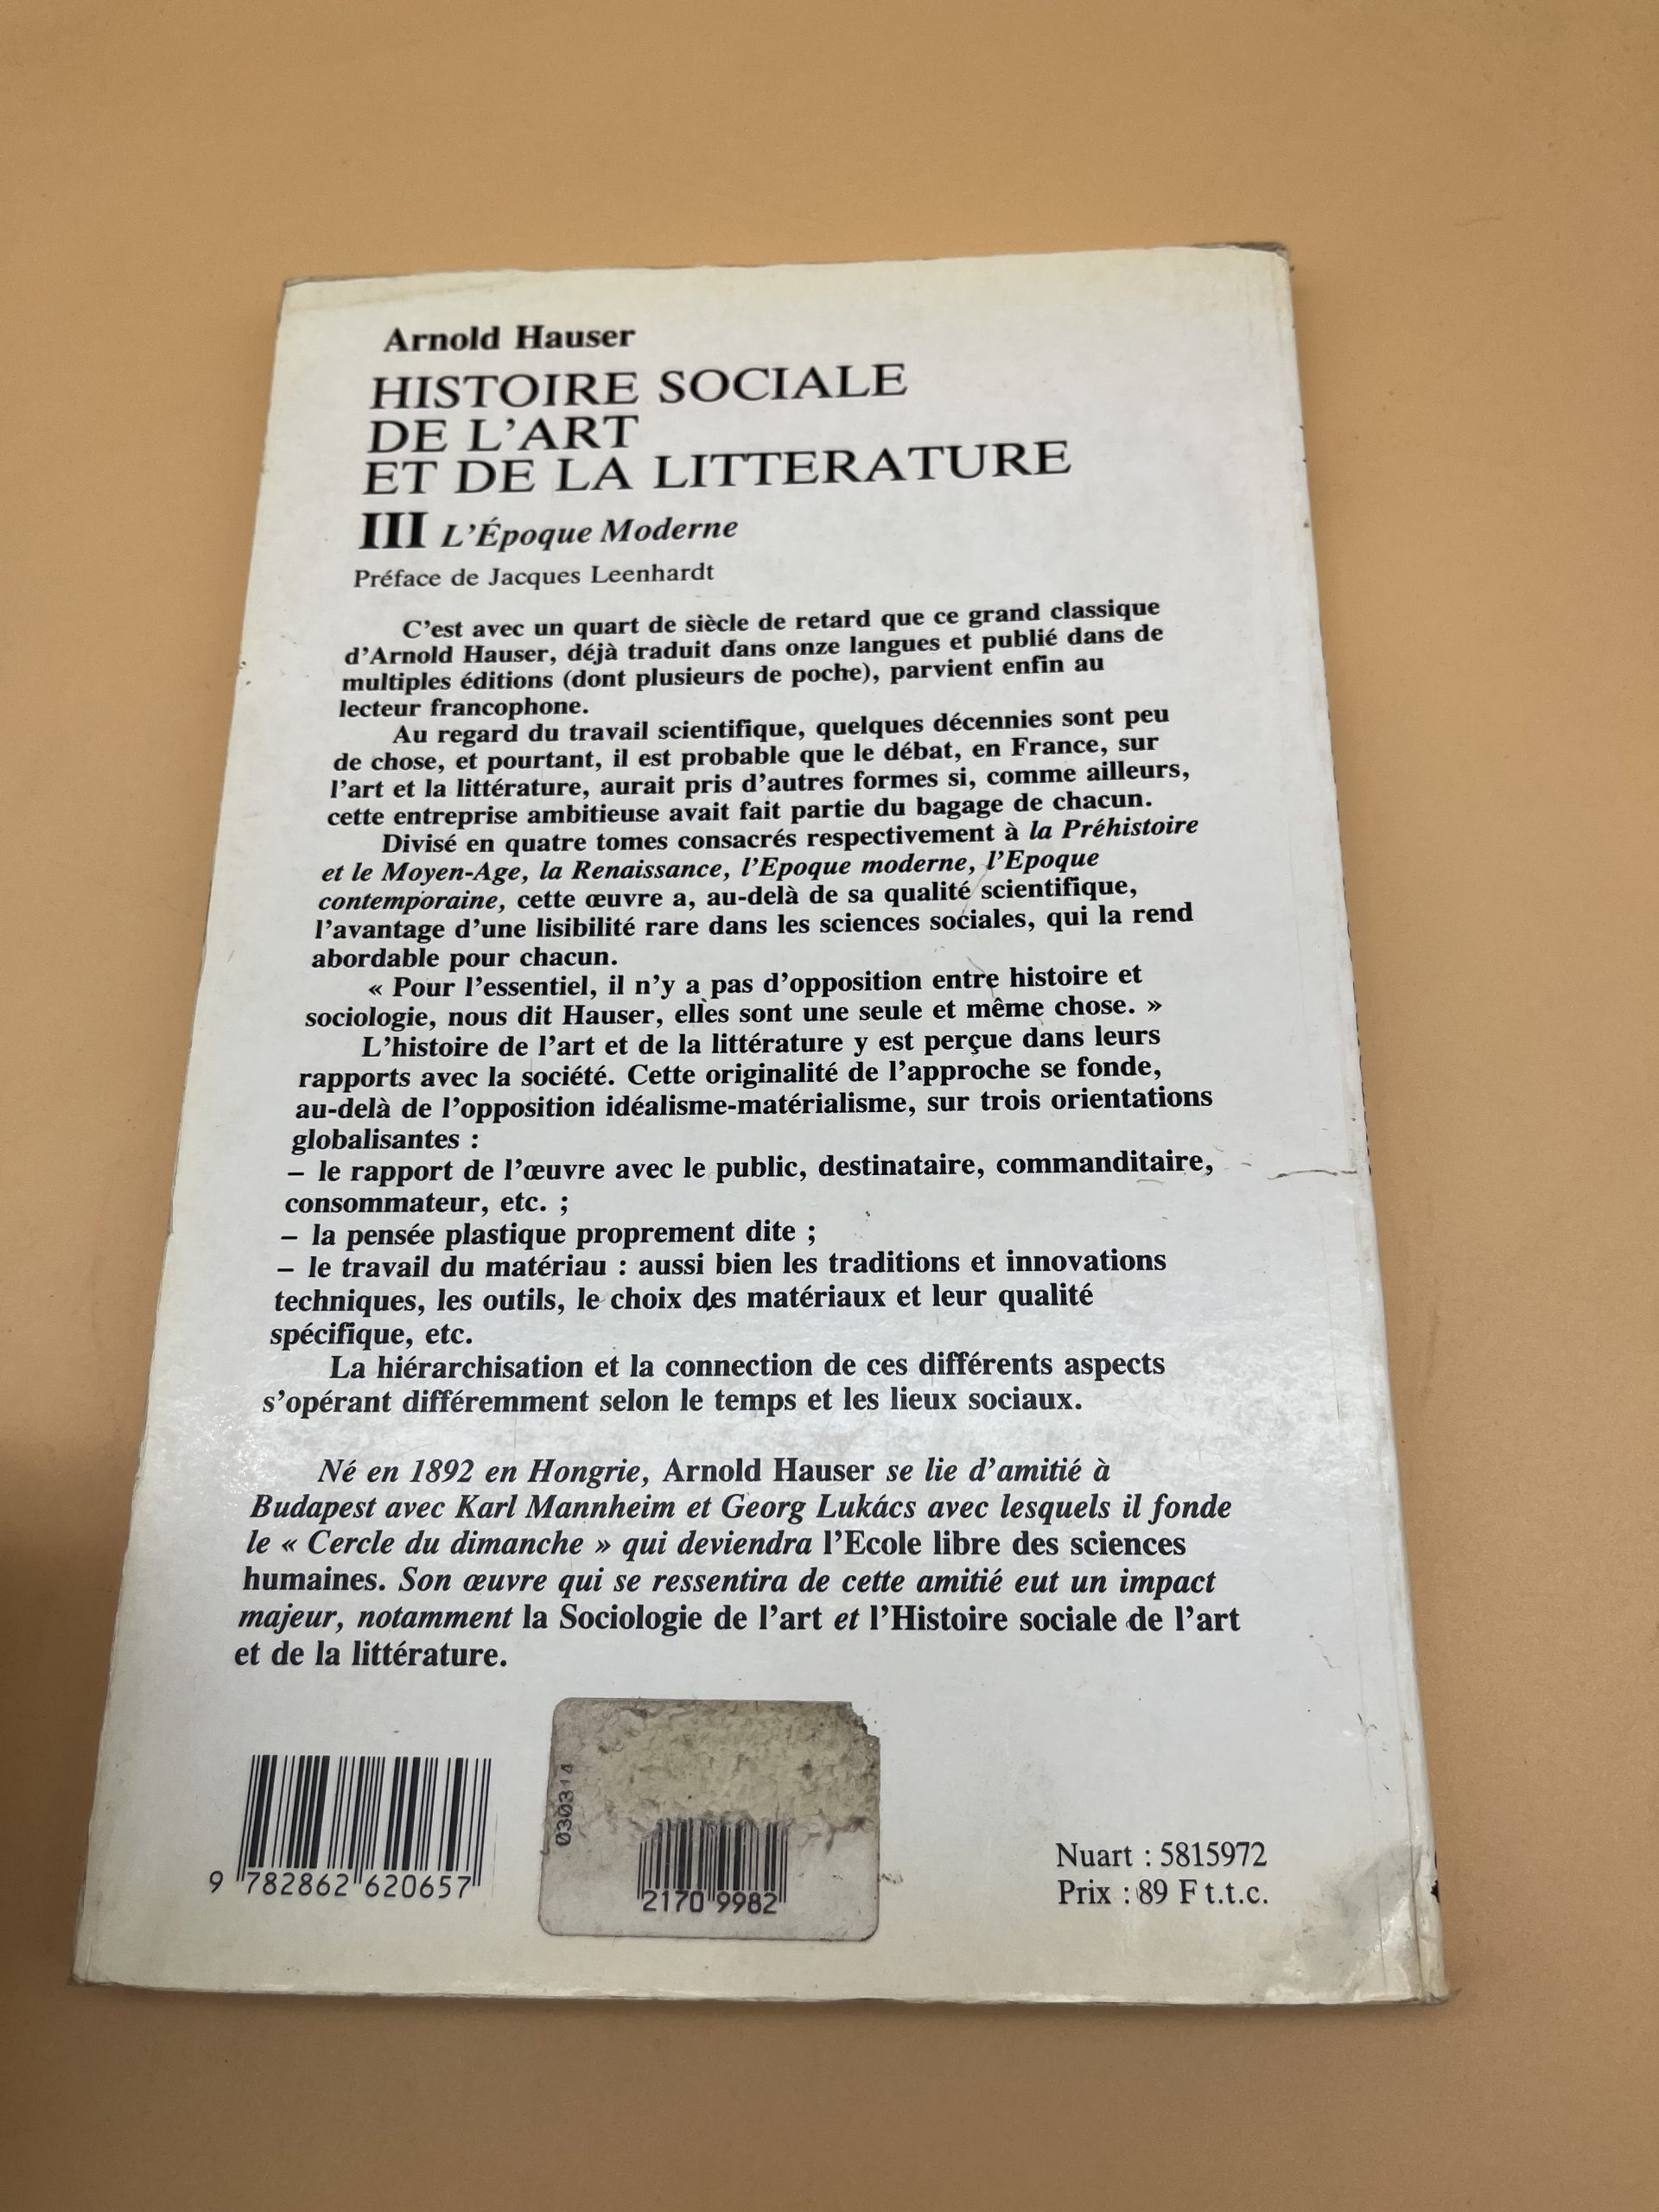 Arnold Hauser
HISTOIRE SOCIALE
DE L'ART
ET DE LA LITTERATURE
III L'Époque Moderne
Préface de Jacques Leenhardt
C'est avec un quart de siècle de retard que ce grand classique
d'Arnold Hauser, déjà traduit dans onze langues et publié dans de
multiples éditions (dont plusieurs de poche), parvient enfin au
lecteur francophone.
Au regard du travail scientifique, quelques décennies sont peu
de chose, et pourtant, il est probable que le débat, en France, sur
l'art et la littérature, aurait pris d'autres formes si, comme ailleurs,
cette entreprise ambitieuse avait fait partie du bagage de chacun.
Divisé en quatre tomes consacrés respectivement à la Préhistoire
et le Moyen-Age, la Renaissance, l'Epoque moderne, l'Epoque
contemporaine, cette œuvre a, au-delà de sa qualité scientifique,
l'avantage d'une lisibilité rare dans les sciences sociales, qui la rend
abordable pour chacun.
« Pour l'essentiel, il n'y a pas d'opposition entre histoire et
sociologie, nous dit Hauser, elles sont une seule et même chose. »
L'histoire de l'art et de la littérature y est perçue dans leurs
rapports avec la société. Cette originalité de l'approche se fonde,
au-delà de l'opposition idéalisme-matérialisme, sur trois orientations
globalisantes :
– le rapport de l'œuvre avec le public, destinataire, commanditaire,
consommateur, etc. ;
– la pensée plastique proprement dite ;
– le travail du matériau : aussi bien les traditions et innovations
techniques, les outils, le choix des matériaux et leur qualité
spécifique, etc.
La hiérarchisation et la connection de ces différents aspects
s'opérant différemment selon le temps et les lieux sociaux.
Né en 1892 en Hongrie, Arnold Hauser se lie d'amitié à
Budapest avec Karl Mannheim et Georg Lukács avec lesquels il fonde
le « Cercle du dimanche » qui deviendra l'Ecole libre des sciences
humaines. Son œuvre qui se ressentira de cette amitié eut un impact
majeur, notamment la Sociologie de l'art et l'Histoire sociale de l'art
et de la littérature.
9 782862 620657
030314
2170 9982
Nuart : 5815972
Prix : 89 F t.t.c.